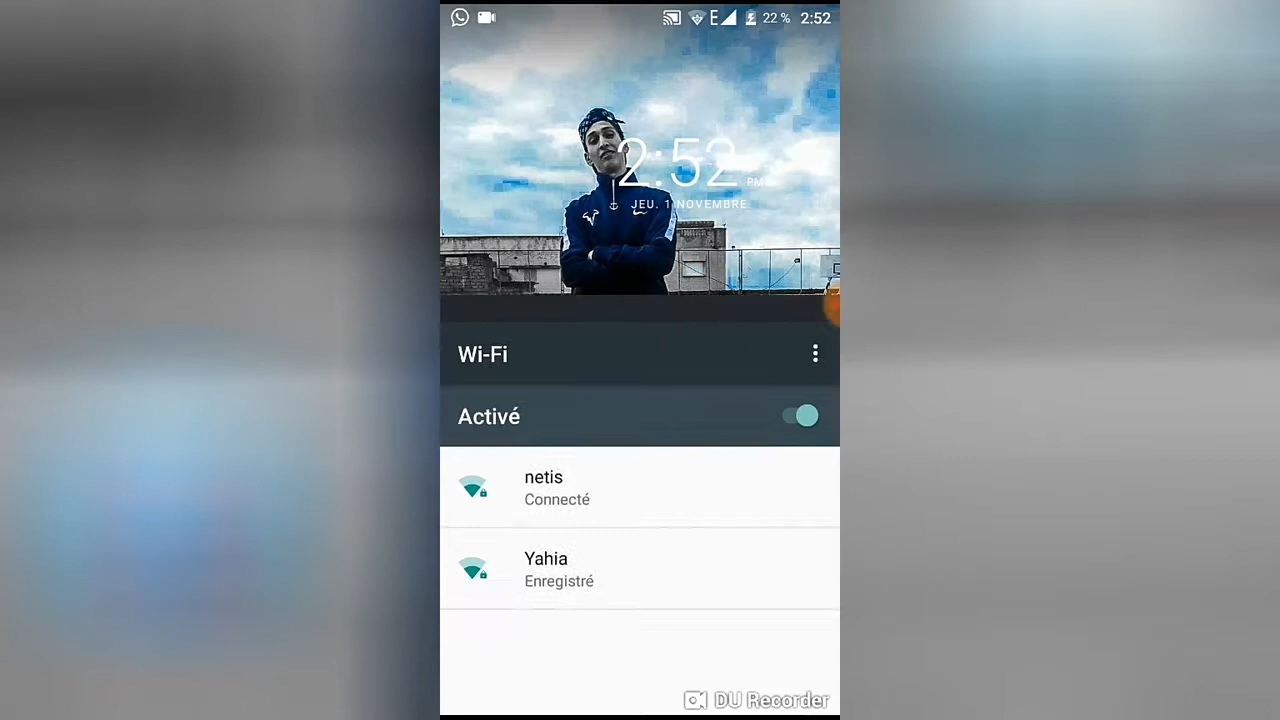 E 22 % 2:52
2:52 PM
JEU. 1 NOVEMBRE
Wi-Fi
Activé
netis
Connecté
Yahia
Enregistré
DU Recorder